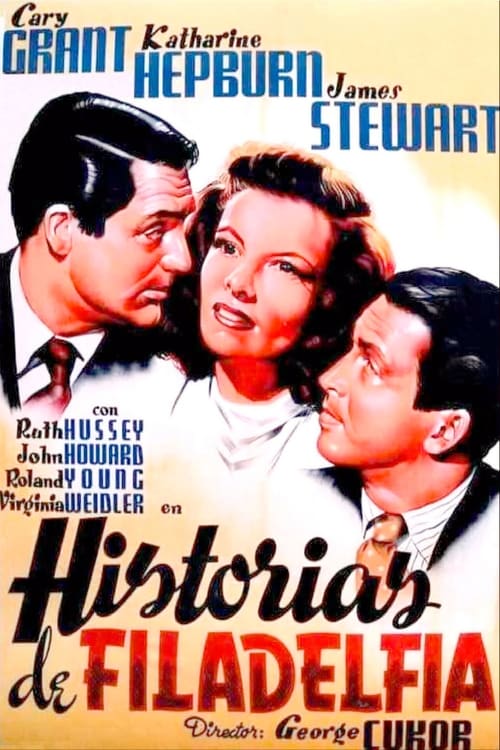 Cary GRANT
Katharine HEPBURN
James STEWART
con
Ruth HUSSEY
John HOWARD
Roland YOUNG
Virginia WEIDLER en
Historias
de FILADELFIA
Director: George CUKOR